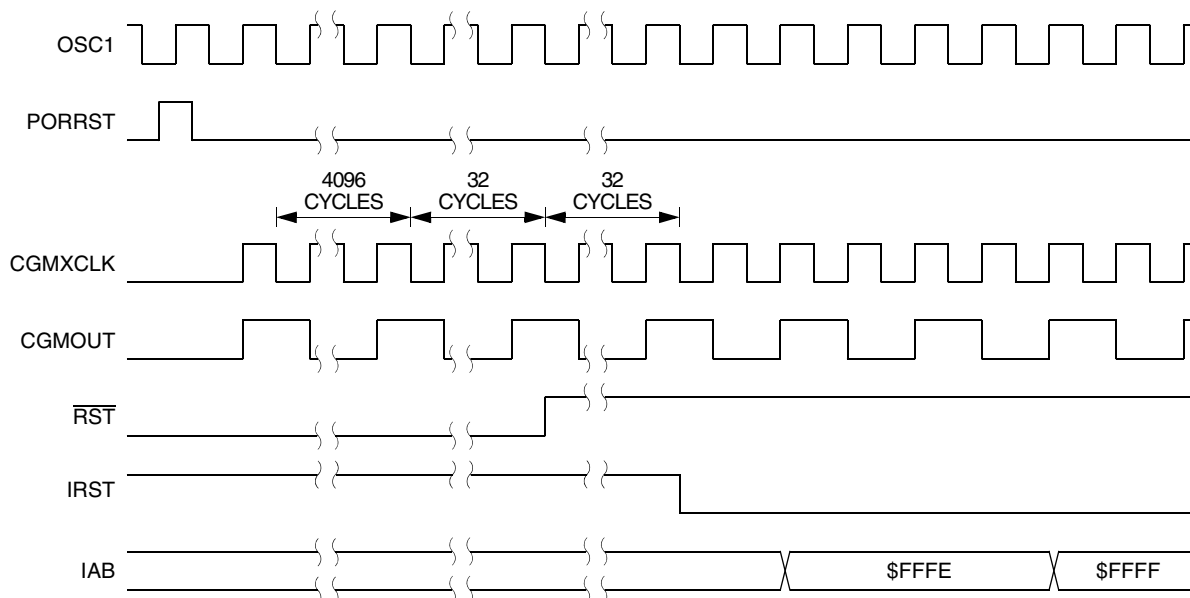 OSC1
PORRST
4096
CYCLES
32
CYCLES
32
CYCLES
CGMXCLK
CGMOUT
RST
IRST
IAB
$FFFE
$FFFF